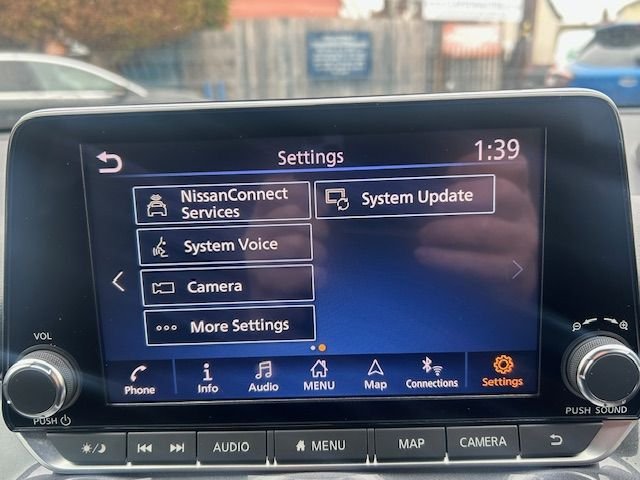 Settings
1:39
NissanConnect
Services
System Update
System Voice
Camera
More Settings
Phone
Info
Audio
MENU
Map
Connections
Settings
VOL
PUSH
PUSH SOUND
AUDIO
MENU
MAP
CAMERA